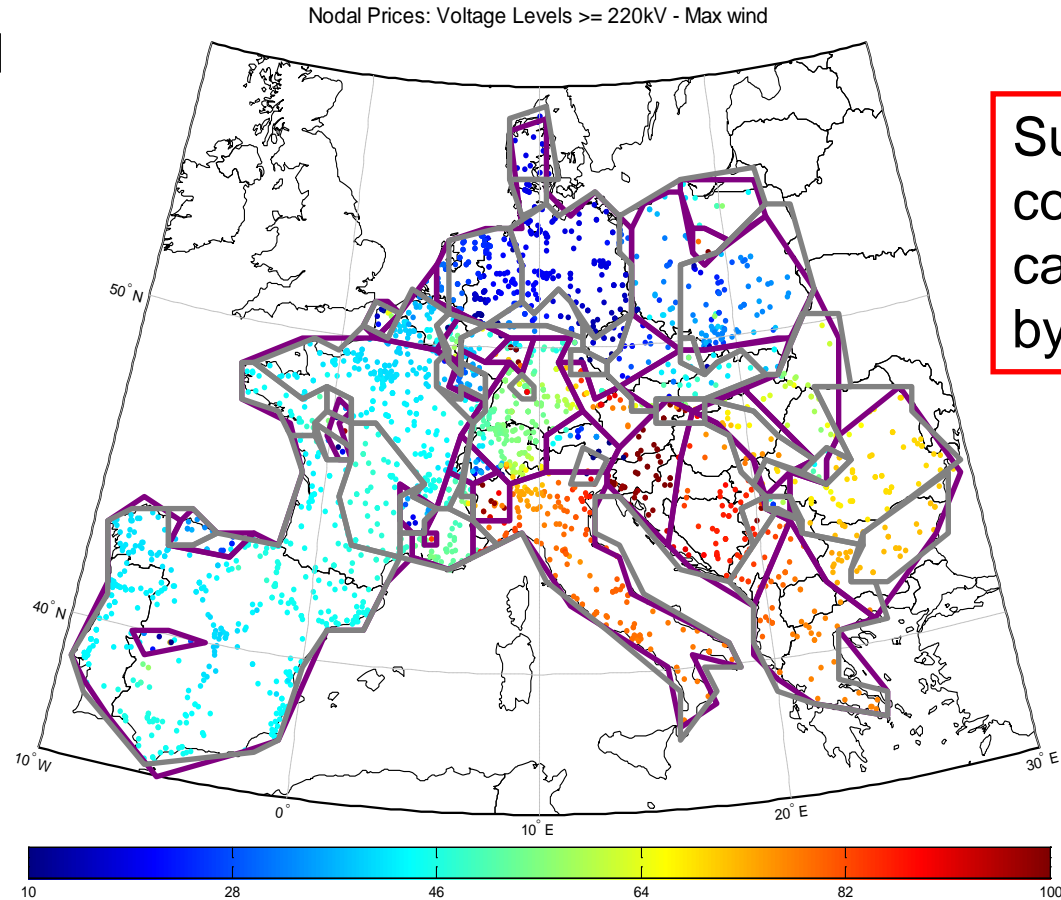 Nodal Prices: Voltage Levels >= 220kV - Max wind
50° N
40° N
10° W
0°
10° E
20° E
30° E
10 28 46 64 82 100
Su
co
ca
by